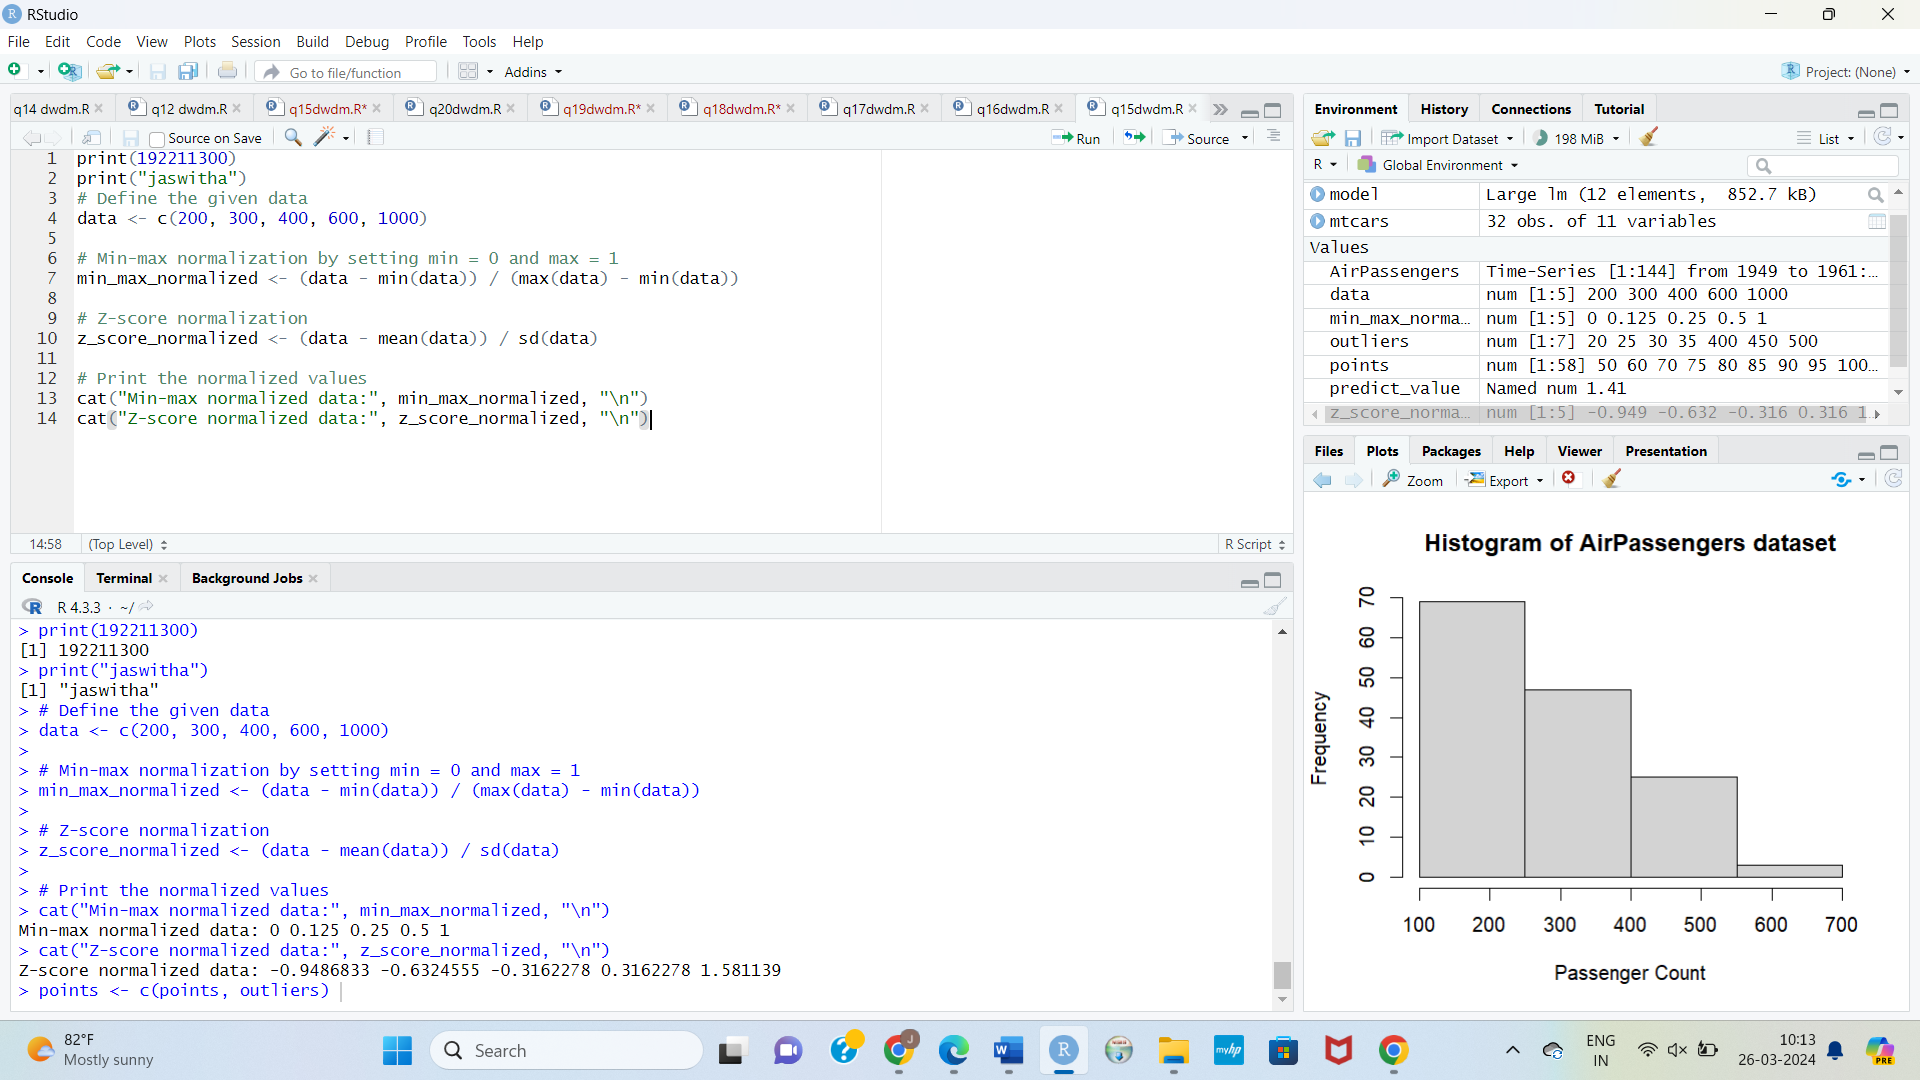 RStudio
File Edit Code View Plots Session Build Debug Profile Tools Help
Go to file/function Addins Project: (None)
q14 dwdm.R q12 dwdm.R q15dwdm.R* q20dwdm.R q19dwdm.R* q18dwdm.R* q17dwdm.R q16dwdm.R q15dwdm.R
Source on Save Run Source
1 print(192211300)
2 print("jaswitha")
3 # Define the given data
4 data <- c(200, 300, 400, 600, 1000)
5
6 # Min-max normalization by setting min = 0 and max = 1
7 min_max_normalized <- (data - min(data)) / (max(data) - min(data))
8
9 # Z-score normalization
10 z_score_normalized <- (data - mean(data)) / sd(data)
11
12 # Print the normalized values
13 cat("Min-max normalized data:", min_max_normalized, "\n")
14 cat("Z-score normalized data:", z_score_normalized, "\n")
14:58 (Top Level) R Script
Console Terminal Background Jobs
R 4.3.3 · ~/
> print(192211300)
[1] 192211300
> print("jaswitha")
[1] "jaswitha"
> # Define the given data
> data <- c(200, 300, 400, 600, 1000)
>
> # Min-max normalization by setting min = 0 and max = 1
> min_max_normalized <- (data - min(data)) / (max(data) - min(data))
>
> # Z-score normalization
> z_score_normalized <- (data - mean(data)) / sd(data)
>
> # Print the normalized values
> cat("Min-max normalized data:", min_max_normalized, "\n")
Min-max normalized data: 0 0.125 0.25 0.5 1
> cat("Z-score normalized data:", z_score_normalized, "\n")
Z-score normalized data: -0.9486833 -0.6324555 -0.3162278 0.3162278 1.581139
> points <- c(points, outliers)
Environment History Connections Tutorial
Import Dataset 198 MiB List
R Global Environment
model Large lm (12 elements, 852.7 kB)
mtcars 32 obs. of 11 variables
Values
AirPassengers Time-Series [1:144] from 1949 to 1961:…
data num [1:5] 200 300 400 600 1000
min_max_norma… num [1:5] 0 0.125 0.25 0.5 1
outliers num [1:7] 20 25 30 35 400 450 500
points num [1:58] 50 60 70 75 80 85 90 95 100…
predict_value Named num 1.41
z_score_norma… num [1:5] -0.949 -0.632 -0.316 0.316 1…
Files Plots Packages Help Viewer Presentation
Zoom Export
Histogram of AirPassengers dataset
Frequency
70
60
50
40
30
20
10
0
100 200 300 400 500 600 700
Passenger Count
82°F
Mostly sunny
Search
J
W
R
myhp
ENG
IN
10:13
26-03-2024
PRE